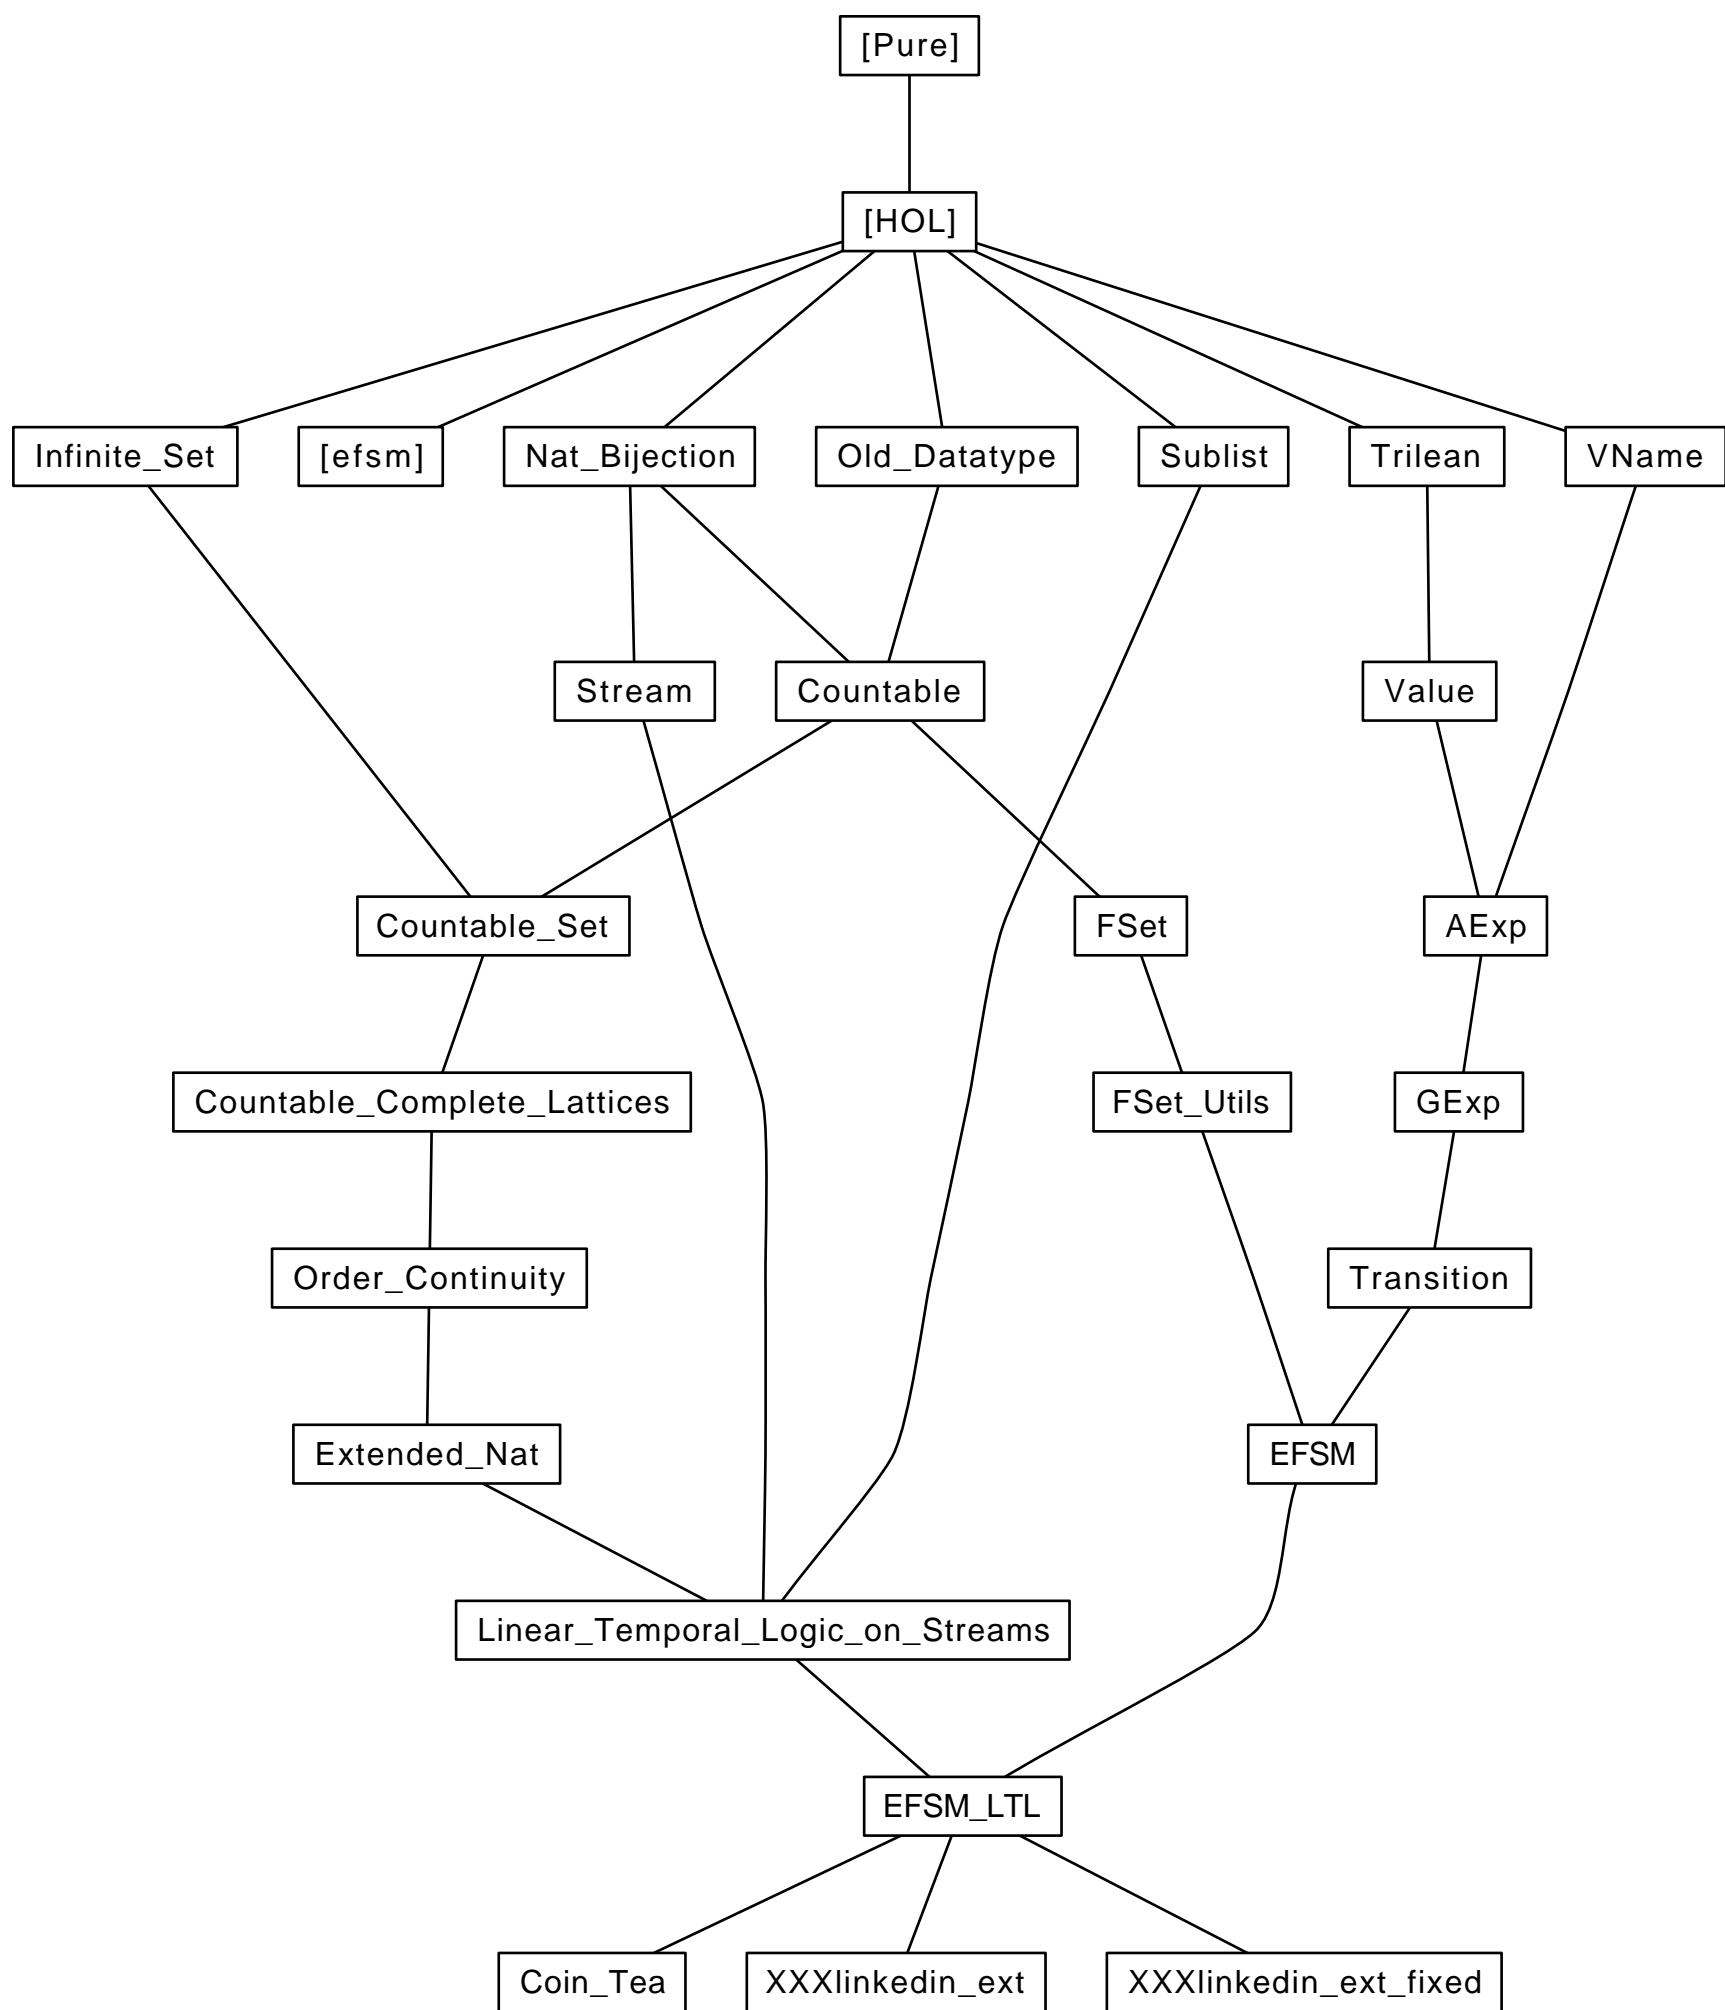 [Pure]
[HOL]
Infinite_Set
[efsm]
Nat_Bijection
Old_Datatype
Sublist
Trilean
VName
Stream
Countable
Value
Countable_Set
FSet
AExp
Countable_Complete_Lattices
FSet_Utils
GExp
Order_Continuity
Transition
Extended_Nat
EFSM
Linear_Temporal_Logic_on_Streams
EFSM_LTL
Coin_Tea
XXXlinkedin_ext
XXXlinkedin_ext_fixed